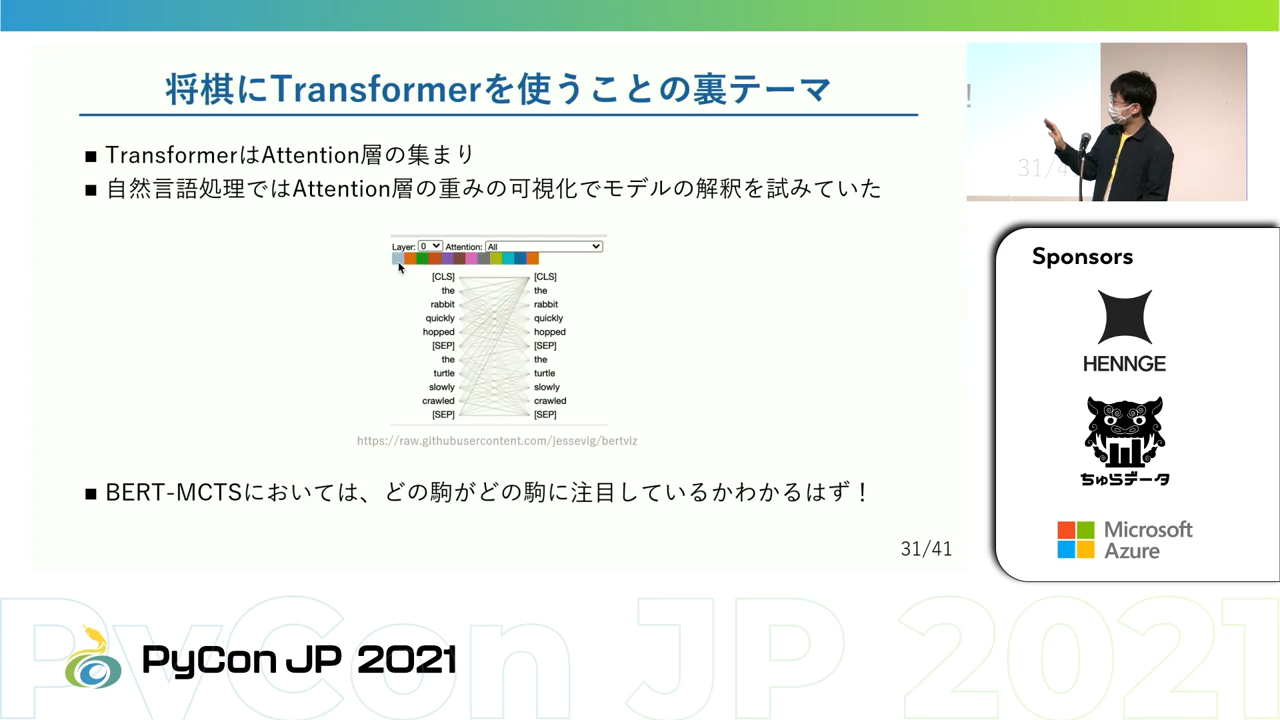 将棋にTransformerを使うことの裏テーマ
■ TransformerはAttention層の集まり
■ 自然言語処理ではAttention層の重みの可視化でモデルの解釈を試みていた
Layer: 0 Attention: All
[CLS] [CLS]
the the
rabbit rabbit
quickly quickly
hopped hopped
[SEP] [SEP]
the the
turtle turtle
slowly slowly
crawled crawled
[SEP] [SEP]
https://raw.githubusercontent.com/jessevig/bertviz
■ BERT-MCTSにおいては、どの駒がどの駒に注目しているかわかるはず！
31/41
!
31/4
Sponsors
HENNGE
ちゅらデータ
Microsoft
Azure
PyCon JP 2021
PyCon JP 2021